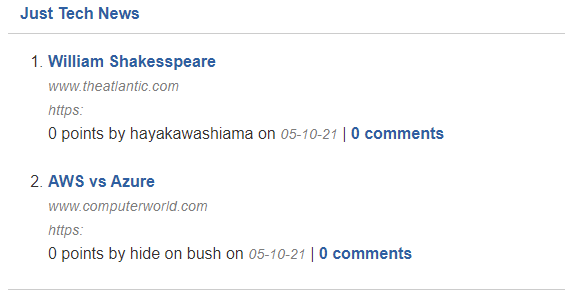 Just Tech News
1. William Shakesspeare
www.theatlantic.com
https:
0 points by hayakawashiama on 05-10-21 | 0 comments
2. AWS vs Azure
www.computerworld.com
https:
0 points by hide on bush on 05-10-21 | 0 comments